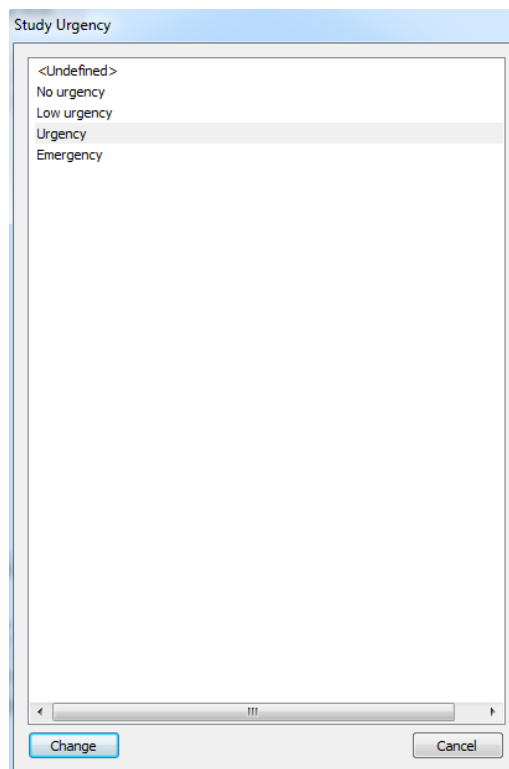 Study Urgency
<Undefined>
No urgency
Low urgency
Urgency
Emergency
Change
Cancel